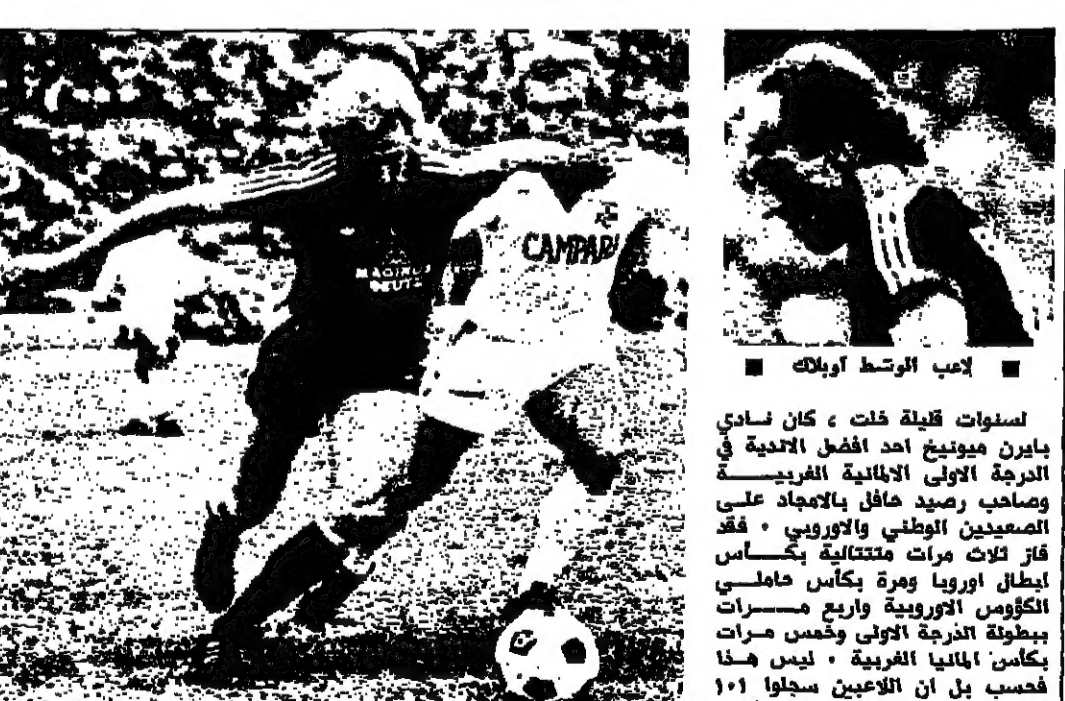 CAMPARI
MAGIRUS
DEUTZ
■ لاعب الوسط أوبلاك ■
لسنوات قليلة خلت ، كان نادي
بايرن ميونيخ احد افضل الاندية في
الدرجة الاولى الالمانية الغربية
وصاحب رصيد حافل بالامجاد على
الصعيدين الوطني والاوروبي . فقد
فاز ثلاث مرات متتالية بكأس
ابطال اوروبا ومرة بكأس حاملي
الكؤوس الاوروبية واربع مرات
ببطولة الدرجة الاولى وخمس مرات
بكأس المانيا الغربية . ليس هذا
فحسب بل ان اللاعبين سجلوا ١٠١